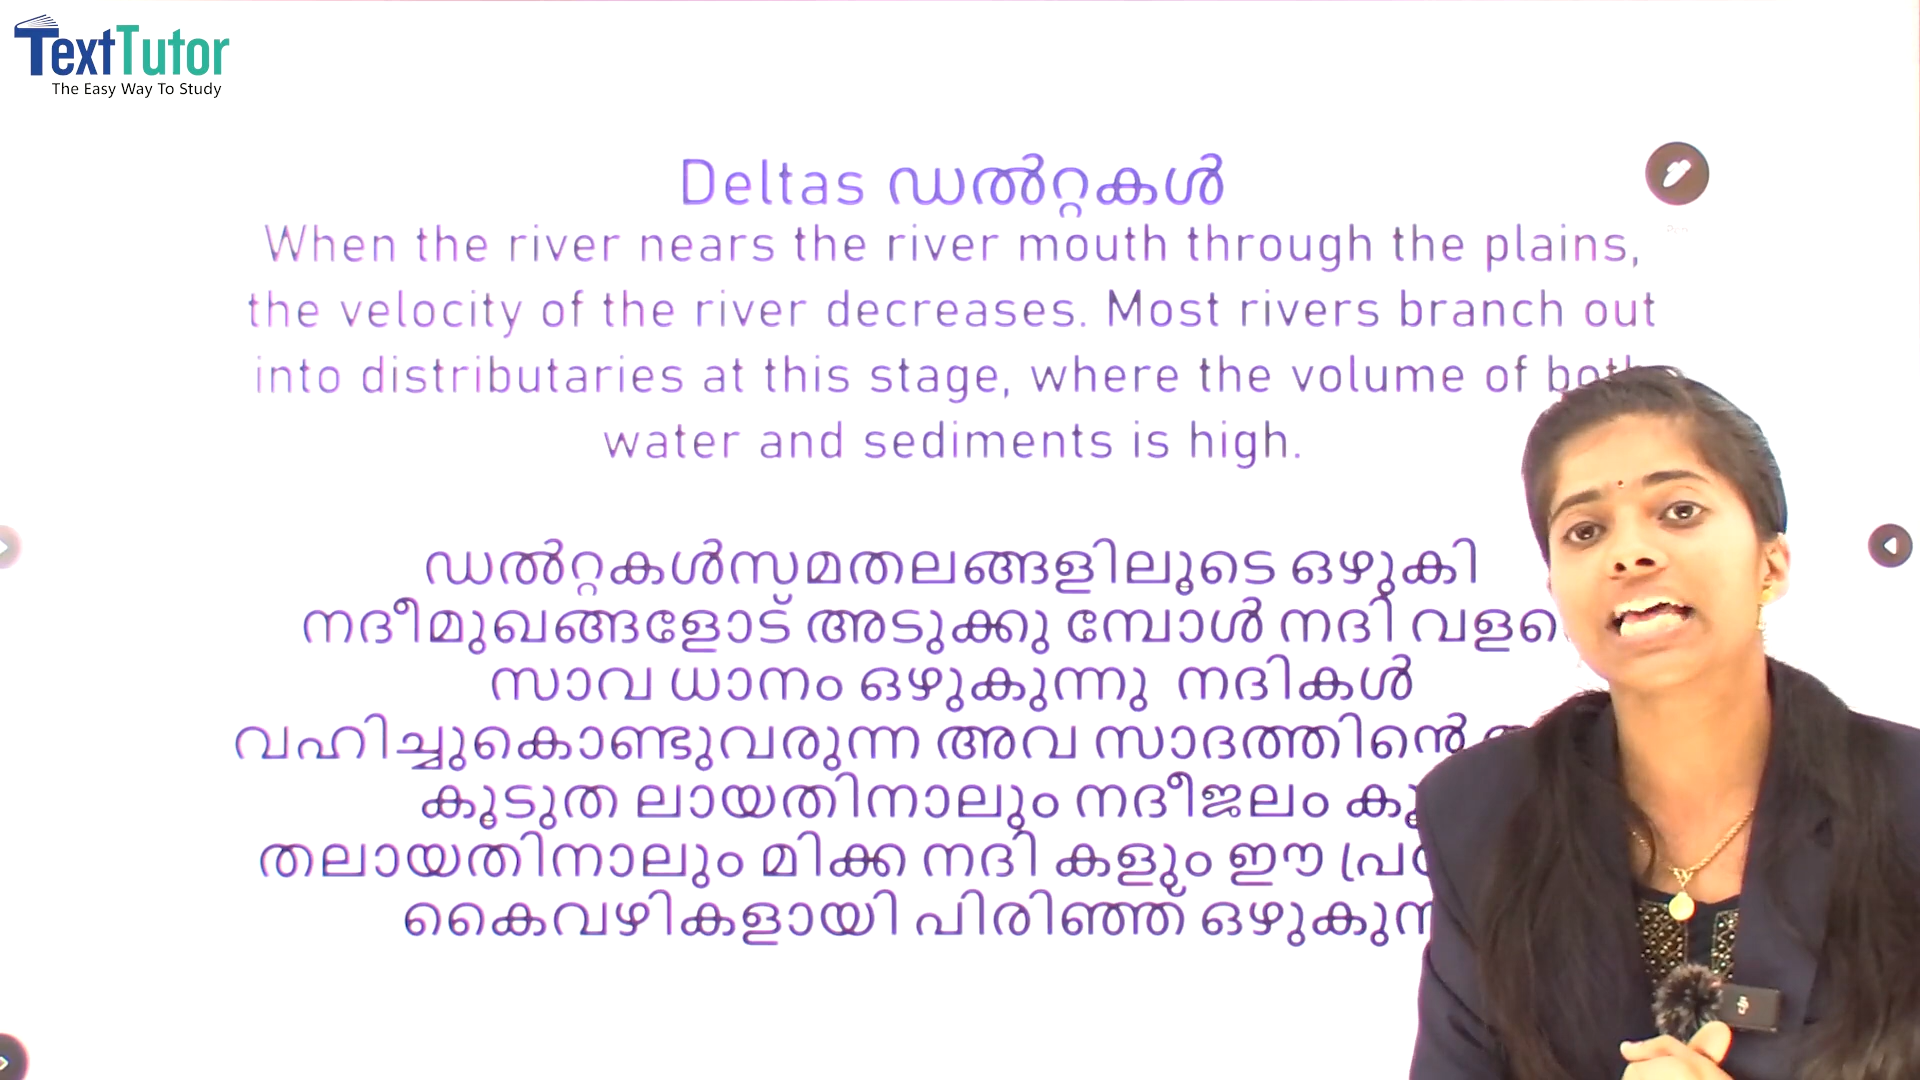 TextTutor
The Easy Way To Study
Deltas ഡൽറ്റകൾ
When the river nears the river mouth through the plains,
the velocity of the river decreases. Most rivers branch out
into distributaries at this stage, where the volume of both
water and sediments is high.
ഡൽറ്റകൾസമതലങ്ങളിലൂടെ ഒഴുകി
നദീമുഖങ്ങളോട് അടുക്കു മ്പോൾ നദി
സാവ ധാനം ഒഴുകുന്നു നദികൾ
വഹിച്ചുകൊണ്ടുവരുന്ന അവ സാദത്തിന്റെ
കൂടുത ലായതിനാലും നദീജലം
തലായതിനാലും മിക്ക നദി കളും ഈ
കൈവഴികളായി പിരിഞ്ഞ്